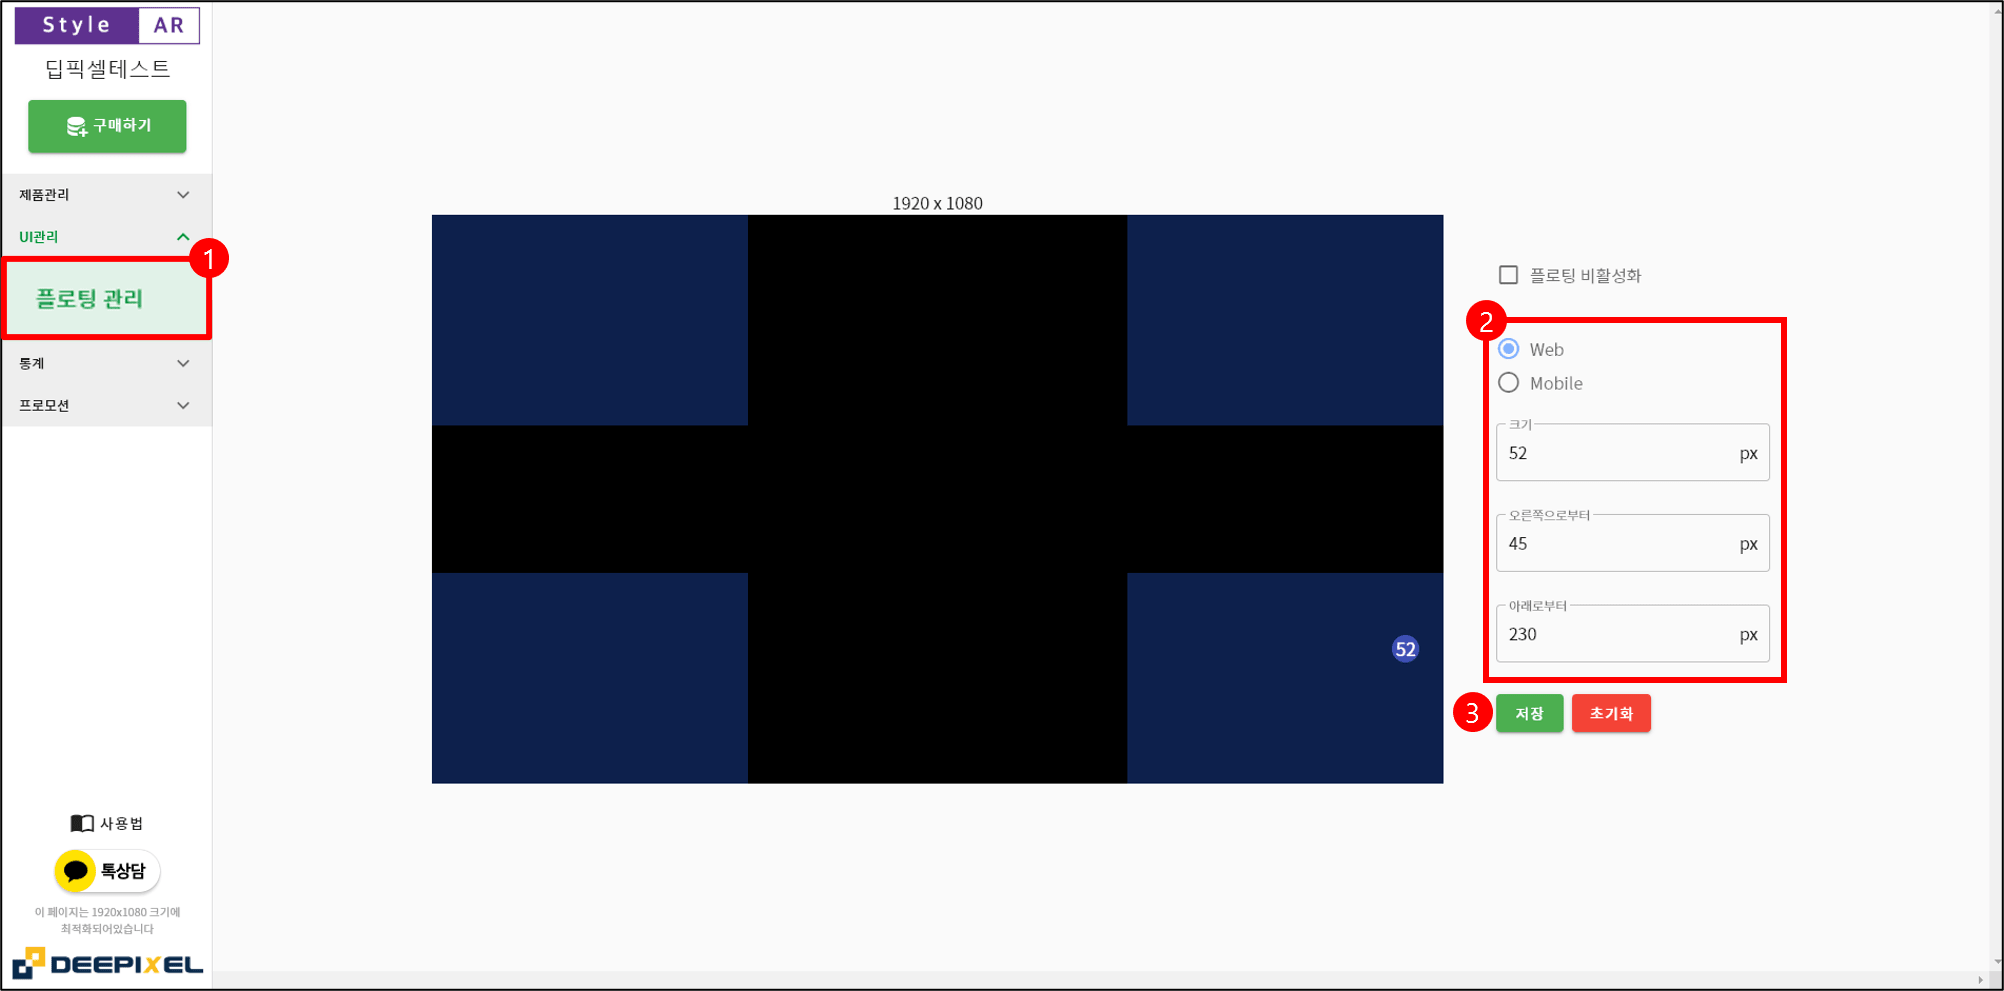 Style AR
딥픽셀테스트
구매하기
제품관리
UI관리
1
플로팅 관리
통계
프로모션
사용법
톡상담
이 페이지는 1920x1080 크기에
최적화되어있습니다
DEEPIXEL
1920 x 1080
52
플로팅 비활성화
2
Web
Mobile
크기
52 px
오른쪽으로부터
45 px
아래로부터
230 px
3
저장 초기화